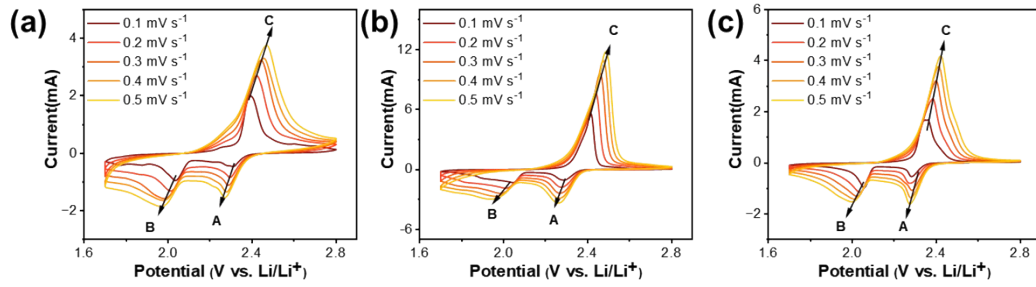 (a)
0.1 mV s⁻¹
0.2 mV s⁻¹
0.3 mV s⁻¹
0.4 mV s⁻¹
0.5 mV s⁻¹
C
B
A
Current(mA)
4
2
0
−2
1.6
2.0
2.4
2.8
Potential (V vs. Li/Li⁺)
(b)
0.1 mV s⁻¹
0.2 mV s⁻¹
0.3 mV s⁻¹
0.4 mV s⁻¹
0.5 mV s⁻¹
C
B
A
Current(mA)
12
6
0
-6
1.6
2.0
2.4
2.8
Potential (V vs. Li/Li⁺)
(c)
0.1 mV s⁻¹
0.2 mV s⁻¹
0.3 mV s⁻¹
0.4 mV s⁻¹
0.5 mV s⁻¹
C
B
A
Current(mA)
6
4
2
0
−2
1.6
2.0
2.4
2.8
Potential (V vs. Li/Li⁺)